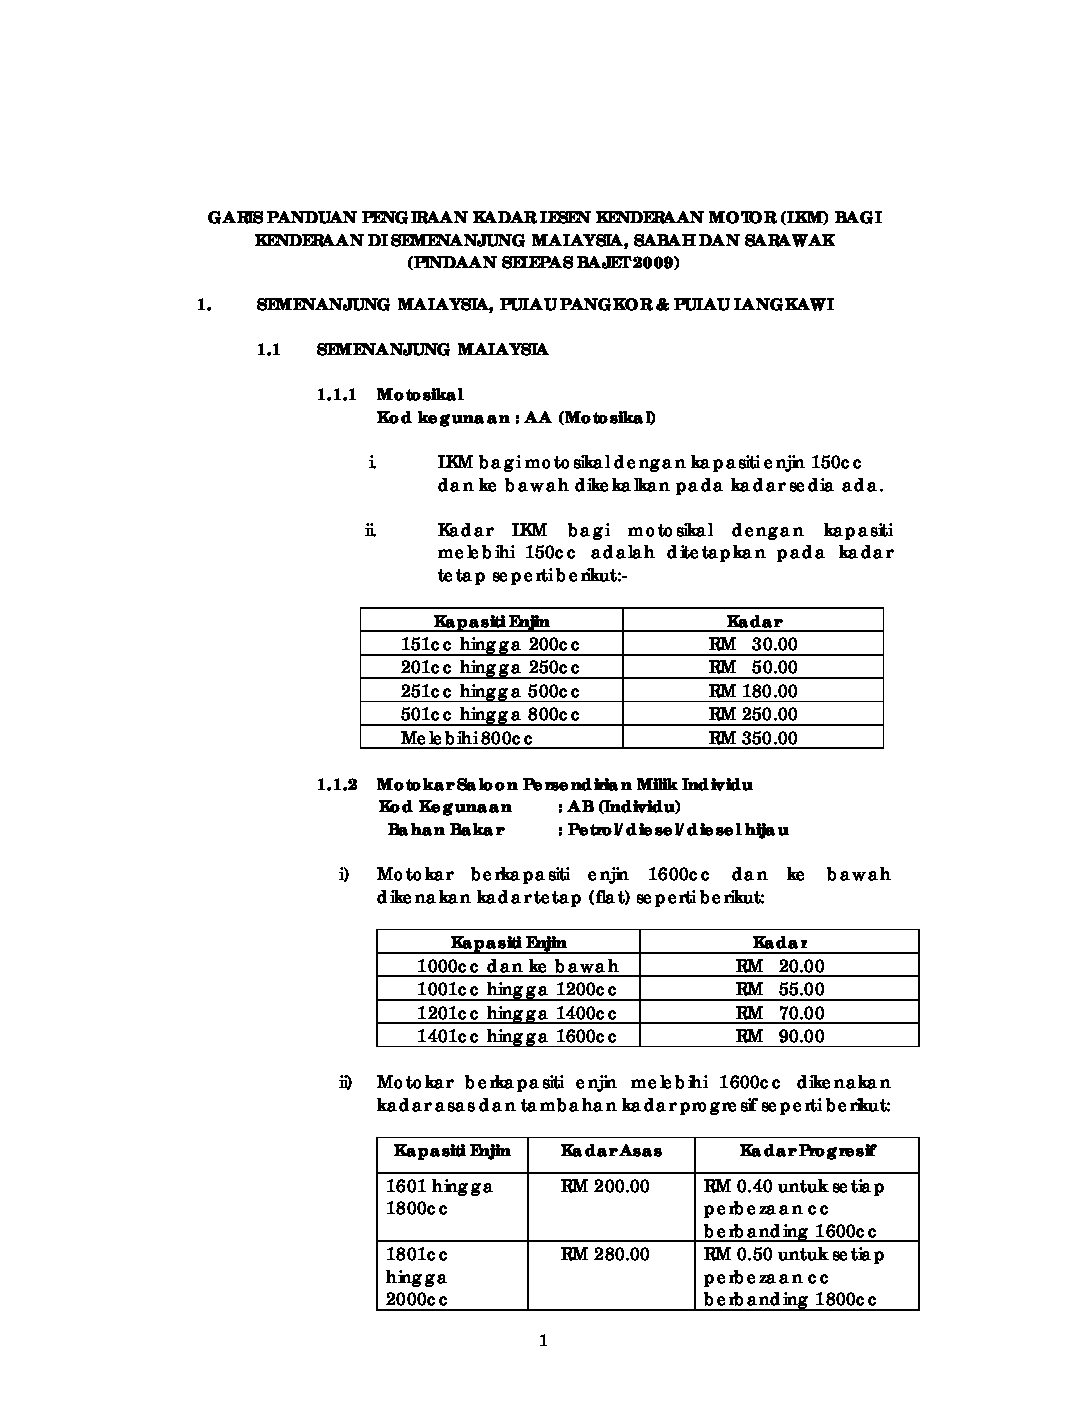 GARIS PANDUAN PENGIRAAN KADAR LESEN KENDERAAN MOTOR (LKM) BAGI
KENDERAAN DI SEMENANJUNG MALAYSIA, SABAH DAN SARAWAK
(PINDAAN SELEPAS BAJET 2009)
1. SEMENANJUNG MALAYSIA, PULAU PANGKOR & PULAU LANGKAWI
1.1 SEMENANJUNG MALAYSIA
1.1.1 Motosikal
Kod kegunaan : AA (Motosikal)
i. LKM bagi motosikal dengan kapasiti enjin 150cc
dan ke bawah dikekalkan pada kadar sedia ada.
ii. Kadar LKM bagi motosikal dengan kapasiti
melebihi 150cc adalah ditetapkan pada kadar
tetap seperti berikut:-
Kapasiti Enjin Kadar
151cc hingga 200cc RM 30.00
201cc hingga 250cc RM 50.00
251cc hingga 500cc RM 180.00
501cc hingga 800cc RM 250.00
Melebihi 800cc RM 350.00
1.1.2 Motokar Saloon Persendirian Milik Individu
Kod Kegunaan : AB (Individu)
Bahan Bakar : Petrol/diesel/diesel hijau
i) Motokar berkapasiti enjin 1600cc dan ke bawah
dikenakan kadar tetap (flat) seperti berikut:
Kapasiti Enjin Kadar
1000cc dan ke bawah RM 20.00
1001cc hingga 1200cc RM 55.00
1201cc hingga 1400cc RM 70.00
1401cc hingga 1600cc RM 90.00
ii) Motokar berkapasiti enjin melebihi 1600cc dikenakan
kadar asas dan tambahan kadar progresif seperti berikut:
Kapasiti Enjin Kadar Asas Kadar Progresif
1601 hingga RM 200.00 RM 0.40 untuk setiap
1800cc perbezaan cc
berbanding 1600cc
1801cc RM 280.00 RM 0.50 untuk setiap
hingga perbezaan cc
2000cc berbanding 1800cc
1